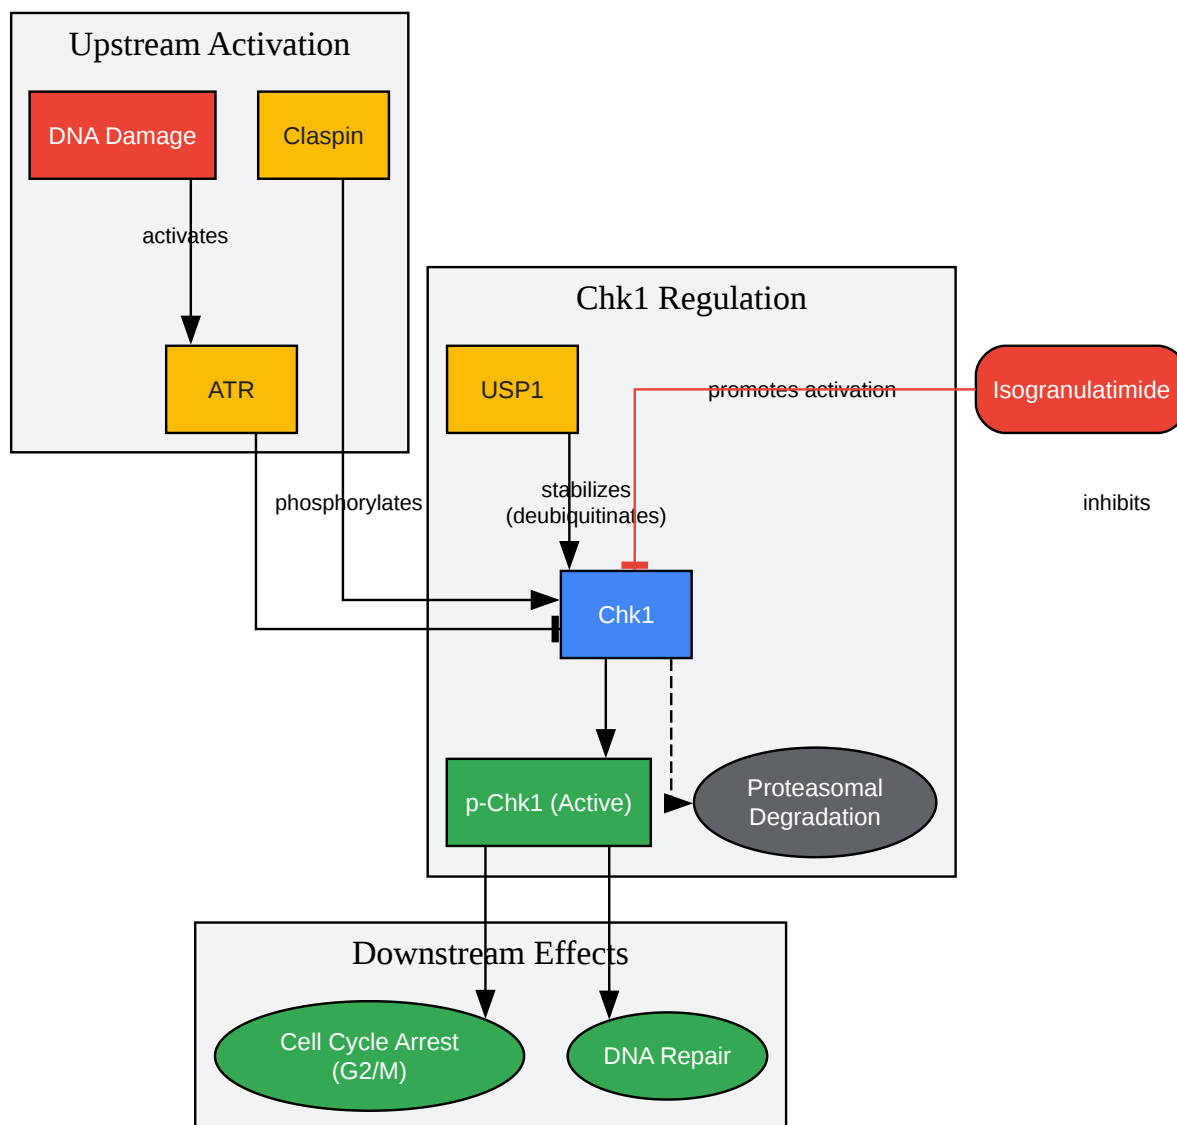 Upstream Activation
DNA Damage
Claspin
activates
ATR
Chk1 Regulation
USP1
promotes activation
Isogranulatimide
phosphorylates
stabilizes
(deubiquitinates)
inhibits
Chk1
p-Chk1 (Active)
Proteasomal
Degradation
Downstream Effects
Cell Cycle Arrest
(G2/M)
DNA Repair